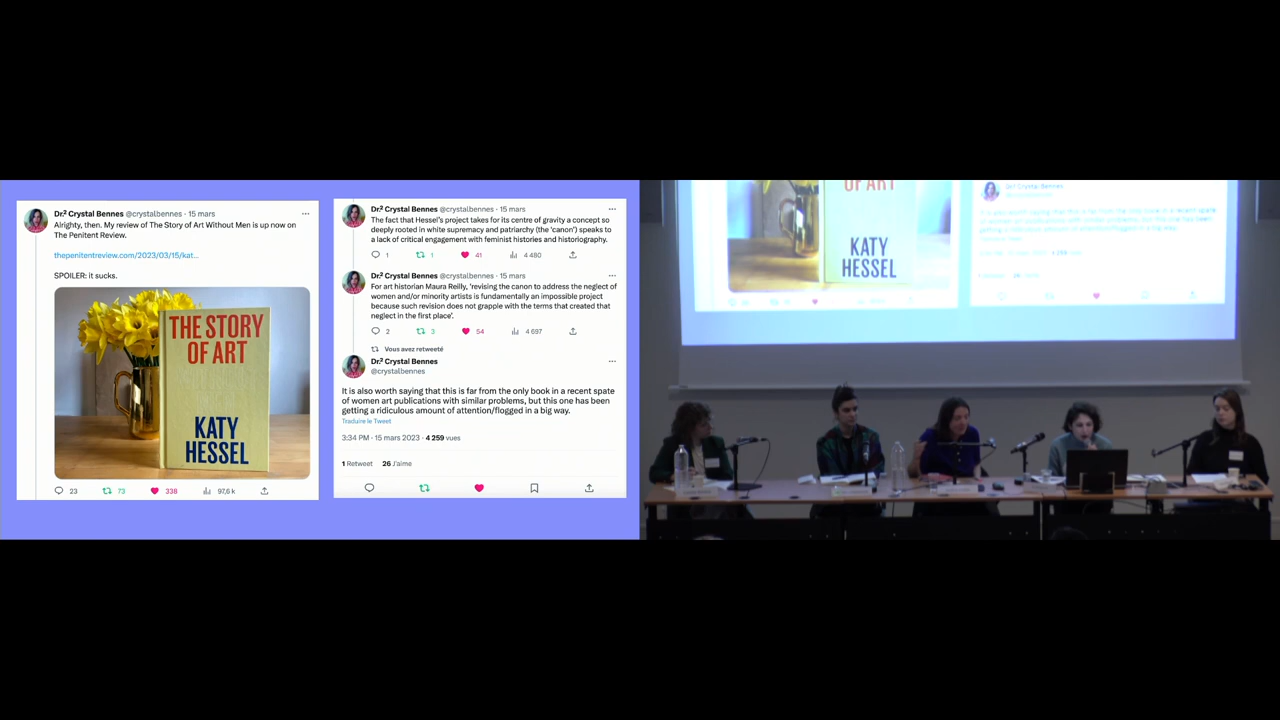 Dr.² Crystal Bennes @crystalbennes · 15 mars
Alrighty, then. My review of The Story of Art Without Men is up now on
The Penitent Review.
thepenitentreview.com/2023/03/15/kat...
SPOILER: it sucks.
THE STORY
OF ART
KATY
HESSEL
23 73 338 97,6 k
Dr.² Crystal Bennes @crystalbennes · 15 mars
The fact that Hessel's project takes for its centre of gravity a concept so
deeply rooted in white supremacy and patriarchy (the 'canon') speaks to
a lack of critical engagement with feminist histories and historiography.
1 1 41 4 480
Dr.² Crystal Bennes @crystalbennes · 15 mars
For art historian Maura Reilly, 'revising the canon to address the neglect of
women and/or minority artists is fundamentally an impossible project
because such revision does not grapple with the terms that created that
neglect in the first place'.
2 3 54 4 697
Vous avez retweeté
Dr.² Crystal Bennes
@crystalbennes
It is also worth saying that this is far from the only book in a recent spate
of women art publications with similar problems, but this one has been
getting a ridiculous amount of attention/flogged in a big way.
Traduire le Tweet
3:34 PM · 15 mars 2023 · 4 259 vues
1 Retweet 26 J'aime
OF ART
KATY
HESSEL